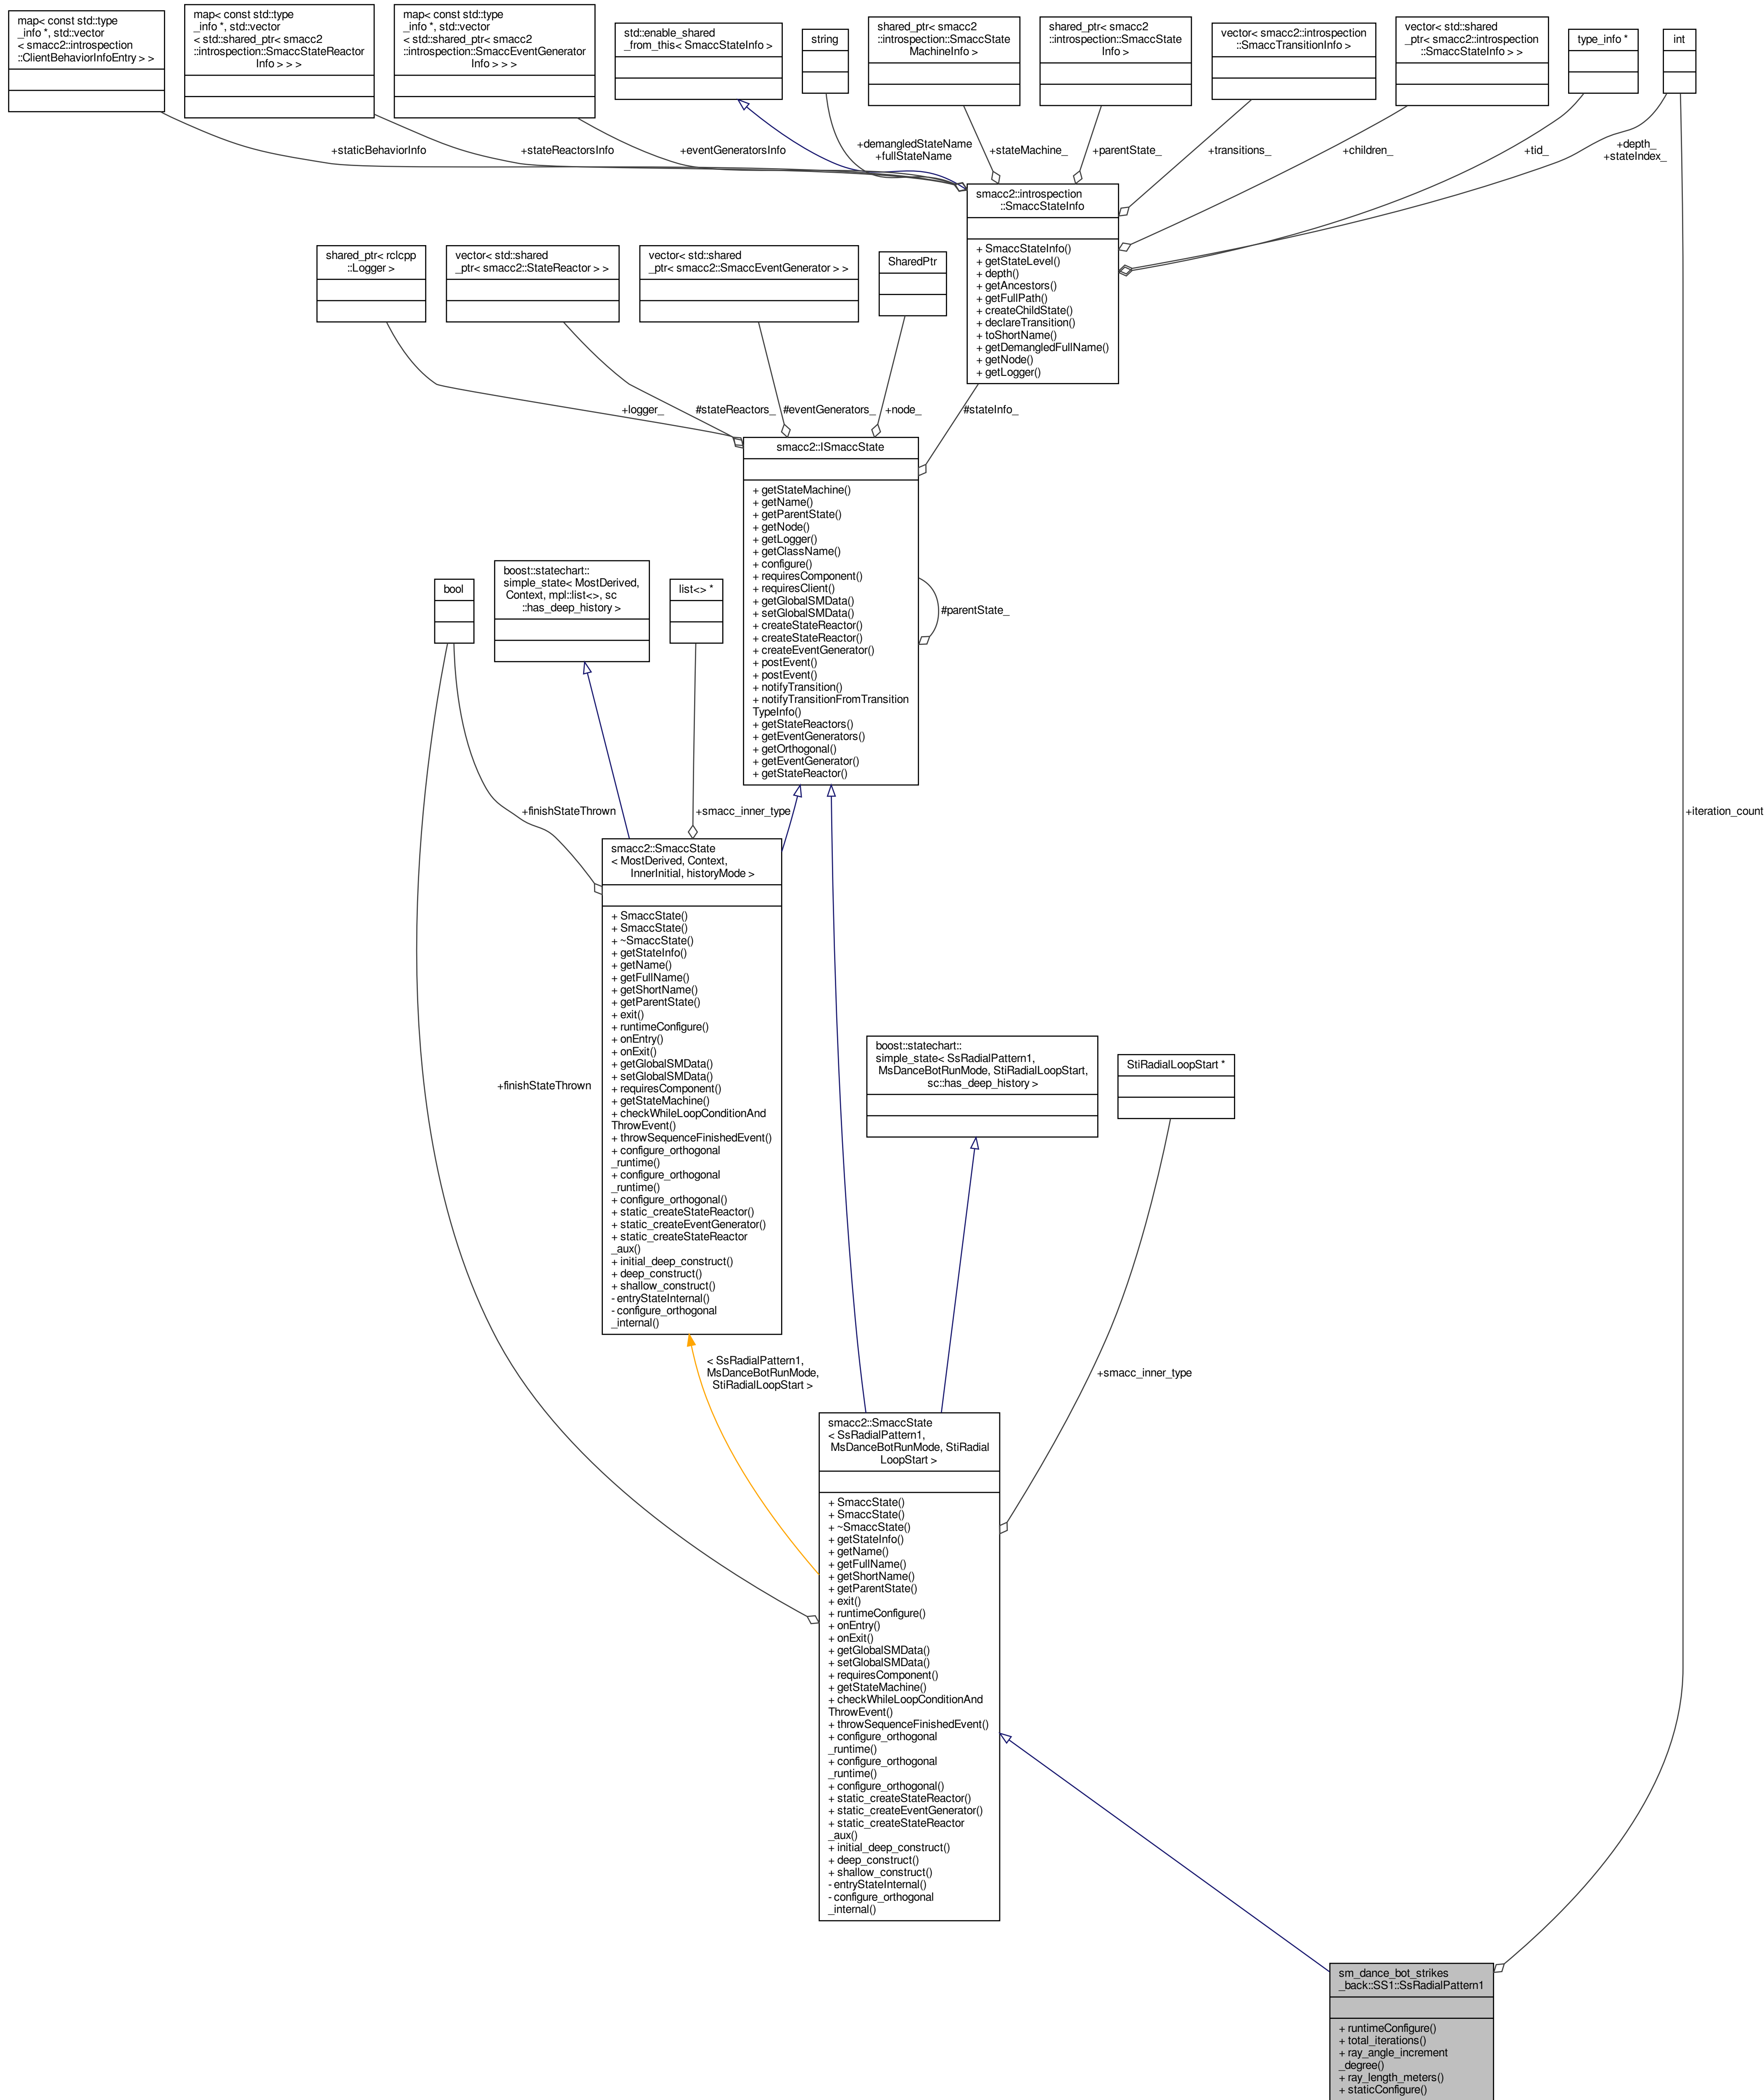 map< const std::type
_info *, std::vector
< smacc2::introspection
::ClientBehaviorInfoEntry > >
map< const std::type
_info *, std::vector
< std::shared_ptr< smacc2
::introspection::SmaccStateReactor
Info > > >
map< const std::type
_info *, std::vector
< std::shared_ptr< smacc2
::introspection::SmaccEventGenerator
Info > > >
std::enable_shared
_from_this< SmaccStateInfo >
string
shared_ptr< smacc2
::introspection::SmaccState
MachineInfo >
shared_ptr< smacc2
::introspection::SmaccState
Info >
vector< smacc2::introspection
::SmaccTransitionInfo >
vector< std::shared
_ptr< smacc2::introspection
::SmaccStateInfo > >
type_info *
int
+staticBehaviorInfo
+stateReactorsInfo
+eventGeneratorsInfo
+demangledStateName
+fullStateName
+stateMachine_
+parentState_
+transitions_
+children_
+tid_
+depth_
+stateIndex_
smacc2::introspection
::SmaccStateInfo
+ SmaccStateInfo()
+ getStateLevel()
+ depth()
+ getAncestors()
+ getFullPath()
+ createChildState()
+ declareTransition()
+ toShortName()
+ getDemangledFullName()
+ getNode()
+ getLogger()
shared_ptr< rclcpp
::Logger >
vector< std::shared
_ptr< smacc2::StateReactor > >
vector< std::shared
_ptr< smacc2::SmaccEventGenerator > >
SharedPtr
+logger_
#stateReactors_
#eventGenerators_
+node_
#stateInfo_
smacc2::ISmaccState
+ getStateMachine()
+ getName()
+ getParentState()
+ getNode()
+ getLogger()
+ getClassName()
+ configure()
+ requiresComponent()
+ requiresClient()
+ getGlobalSMData()
+ setGlobalSMData()
+ createStateReactor()
+ createStateReactor()
+ createEventGenerator()
+ postEvent()
+ postEvent()
+ notifyTransition()
+ notifyTransitionFromTransition
TypeInfo()
+ getStateReactors()
+ getEventGenerators()
+ getOrthogonal()
+ getEventGenerator()
+ getStateReactor()
#parentState_
bool
boost::statechart::
simple_state< MostDerived,
Context, mpl::list<>, sc
::has_deep_history >
list<> *
+finishStateThrown
+smacc_inner_type
+iteration_count
smacc2::SmaccState
< MostDerived, Context,
InnerInitial, historyMode >
+ SmaccState()
+ SmaccState()
+ ~SmaccState()
+ getStateInfo()
+ getName()
+ getFullName()
+ getShortName()
+ getParentState()
+ exit()
+ runtimeConfigure()
+ onEntry()
+ onExit()
+ getGlobalSMData()
+ setGlobalSMData()
+ requiresComponent()
+ getStateMachine()
+ checkWhileLoopConditionAnd
ThrowEvent()
+ throwSequenceFinishedEvent()
+ configure_orthogonal
_runtime()
+ configure_orthogonal
_runtime()
+ configure_orthogonal()
+ static_createStateReactor()
+ static_createEventGenerator()
+ static_createStateReactor
_aux()
+ initial_deep_construct()
+ deep_construct()
+ shallow_construct()
- entryStateInternal()
- configure_orthogonal
_internal()
+finishStateThrown
boost::statechart::
simple_state< SsRadialPattern1,
MsDanceBotRunMode, StiRadialLoopStart,
sc::has_deep_history >
StiRadialLoopStart *
< SsRadialPattern1,
MsDanceBotRunMode,
StiRadialLoopStart >
+smacc_inner_type
smacc2::SmaccState
< SsRadialPattern1,
MsDanceBotRunMode, StiRadial
LoopStart >
+ SmaccState()
+ SmaccState()
+ ~SmaccState()
+ getStateInfo()
+ getName()
+ getFullName()
+ getShortName()
+ getParentState()
+ exit()
+ runtimeConfigure()
+ onEntry()
+ onExit()
+ getGlobalSMData()
+ setGlobalSMData()
+ requiresComponent()
+ getStateMachine()
+ checkWhileLoopConditionAnd
ThrowEvent()
+ throwSequenceFinishedEvent()
+ configure_orthogonal
_runtime()
+ configure_orthogonal
_runtime()
+ configure_orthogonal()
+ static_createStateReactor()
+ static_createEventGenerator()
+ static_createStateReactor
_aux()
+ initial_deep_construct()
+ deep_construct()
+ shallow_construct()
- entryStateInternal()
- configure_orthogonal
_internal()
sm_dance_bot_strikes
_back::SS1::SsRadialPattern1
+ runtimeConfigure()
+ total_iterations()
+ ray_angle_increment
_degree()
+ ray_length_meters()
+ staticConfigure()